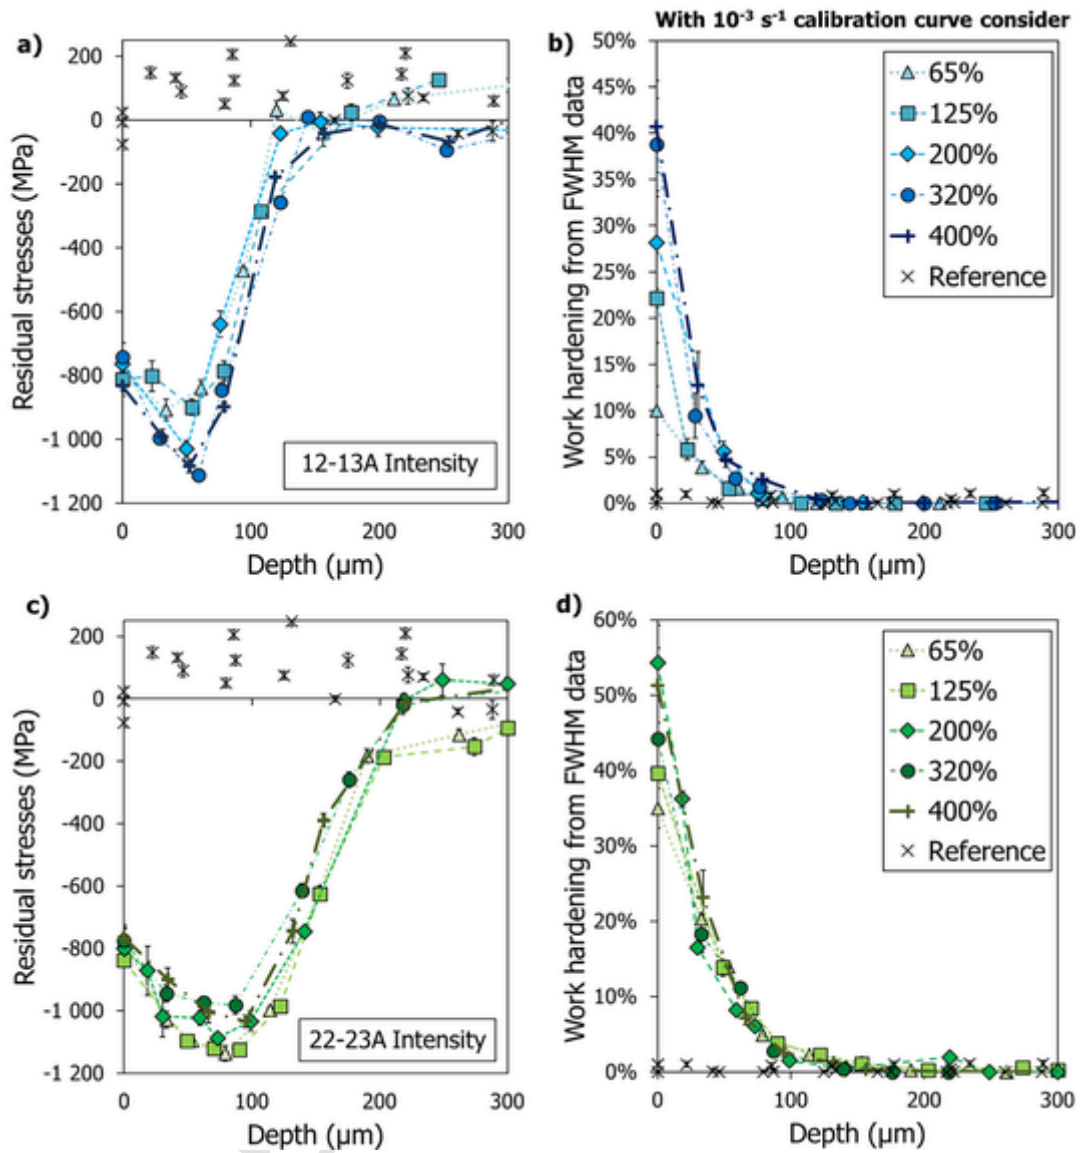 With 10⁻³ s⁻¹ calibration curve consider
a)
200
0
-200
-400
-600
-800
-1 000
-1 200
Residual stresses (MPa)
12-13A Intensity
0 100 200 300
Depth (µm)
b)
50%
45%
40%
35%
30%
25%
20%
15%
10%
5%
0%
Work hardening from FWHM data
65%
125%
200%
320%
400%
Reference
0 100 200 300
Depth (µm)
c)
200
0
-200
-400
-600
-800
-1 000
-1 200
Residual stresses (MPa)
22-23A Intensity
0 100 200 300
Depth (µm)
d)
60%
50%
40%
30%
20%
10%
0%
Work hardening from FWHM data
65%
125%
200%
320%
400%
Reference
0 100 200 300
Depth (µm)